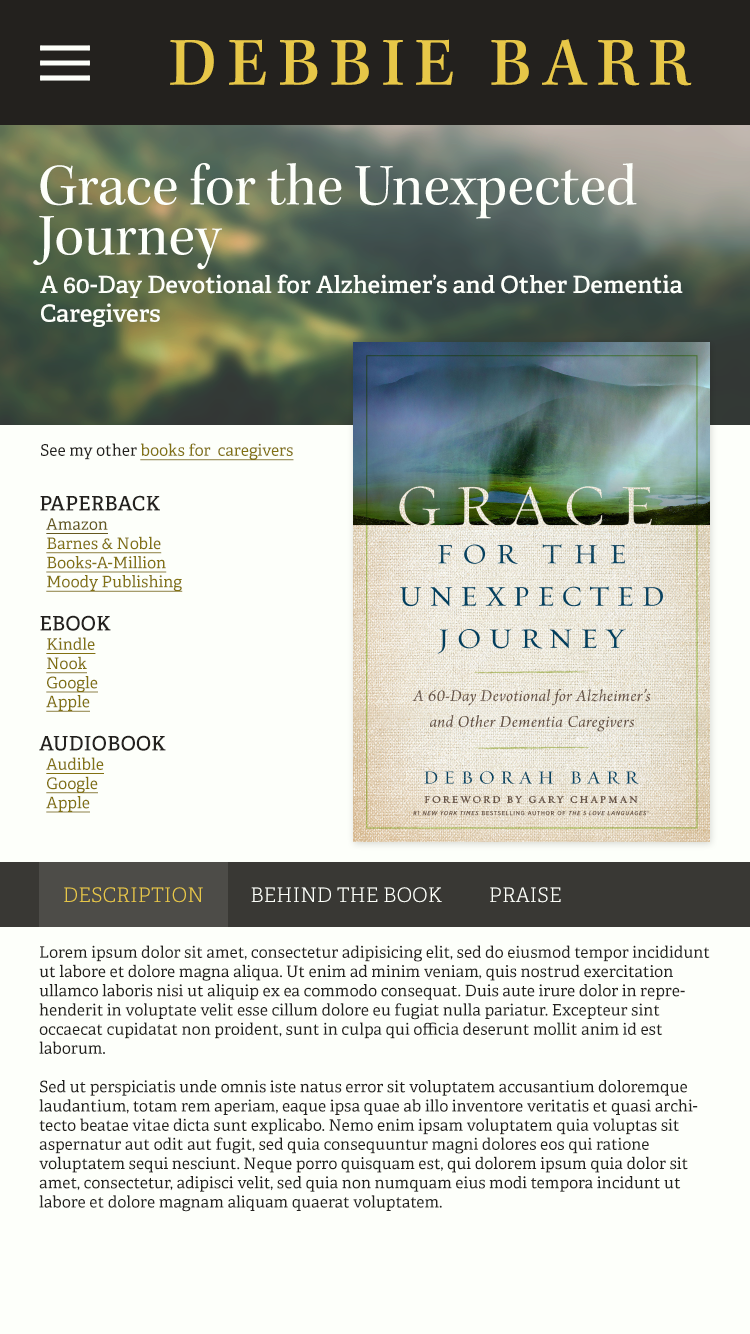 DEBBIE BARR
Grace for the Unexpected
Journey
A 60-Day Devotional for Alzheimer's and Other Dementia
Caregivers
See my other books for  caregivers
PAPERBACK
Amazon
Barnes & Noble
Books-A-Million
Moody Publishing
EBOOK
Kindle
Nook
Google
Apple
AUDIOBOOK
Audible
Google
Apple
GRACE
FOR THE
UNEXPECTED
JOURNEY
A 60-Day Devotional for Alzheimer's
and Other Dementia Caregivers
DEBORAH BARR
FOREWORD BY GARY CHAPMAN
#1 NEW YORK TIMES BESTSELLING AUTHOR OF THE 5 LOVE LANGUAGES®
DESCRIPTION BEHIND THE BOOK PRAISE
Lorem ipsum dolor sit amet, consectetur adipisicing elit, sed do eiusmod tempor incididunt
ut labore et dolore magna aliqua. Ut enim ad minim veniam, quis nostrud exercitation
ullamco laboris nisi ut aliquip ex ea commodo consequat. Duis aute irure dolor in repre-
henderit in voluptate velit esse cillum dolore eu fugiat nulla pariatur. Excepteur sint
occaecat cupidatat non proident, sunt in culpa qui officia deserunt mollit anim id est
laborum.
Sed ut perspiciatis unde omnis iste natus error sit voluptatem accusantium doloremque
laudantium, totam rem aperiam, eaque ipsa quae ab illo inventore veritatis et quasi archi-
tecto beatae vitae dicta sunt explicabo. Nemo enim ipsam voluptatem quia voluptas sit
aspernatur aut odit aut fugit, sed quia consequuntur magni dolores eos qui ratione
voluptatem sequi nesciunt. Neque porro quisquam est, qui dolorem ipsum quia dolor sit
amet, consectetur, adipisci velit, sed quia non numquam eius modi tempora incidunt ut
labore et dolore magnam aliquam quaerat voluptatem.